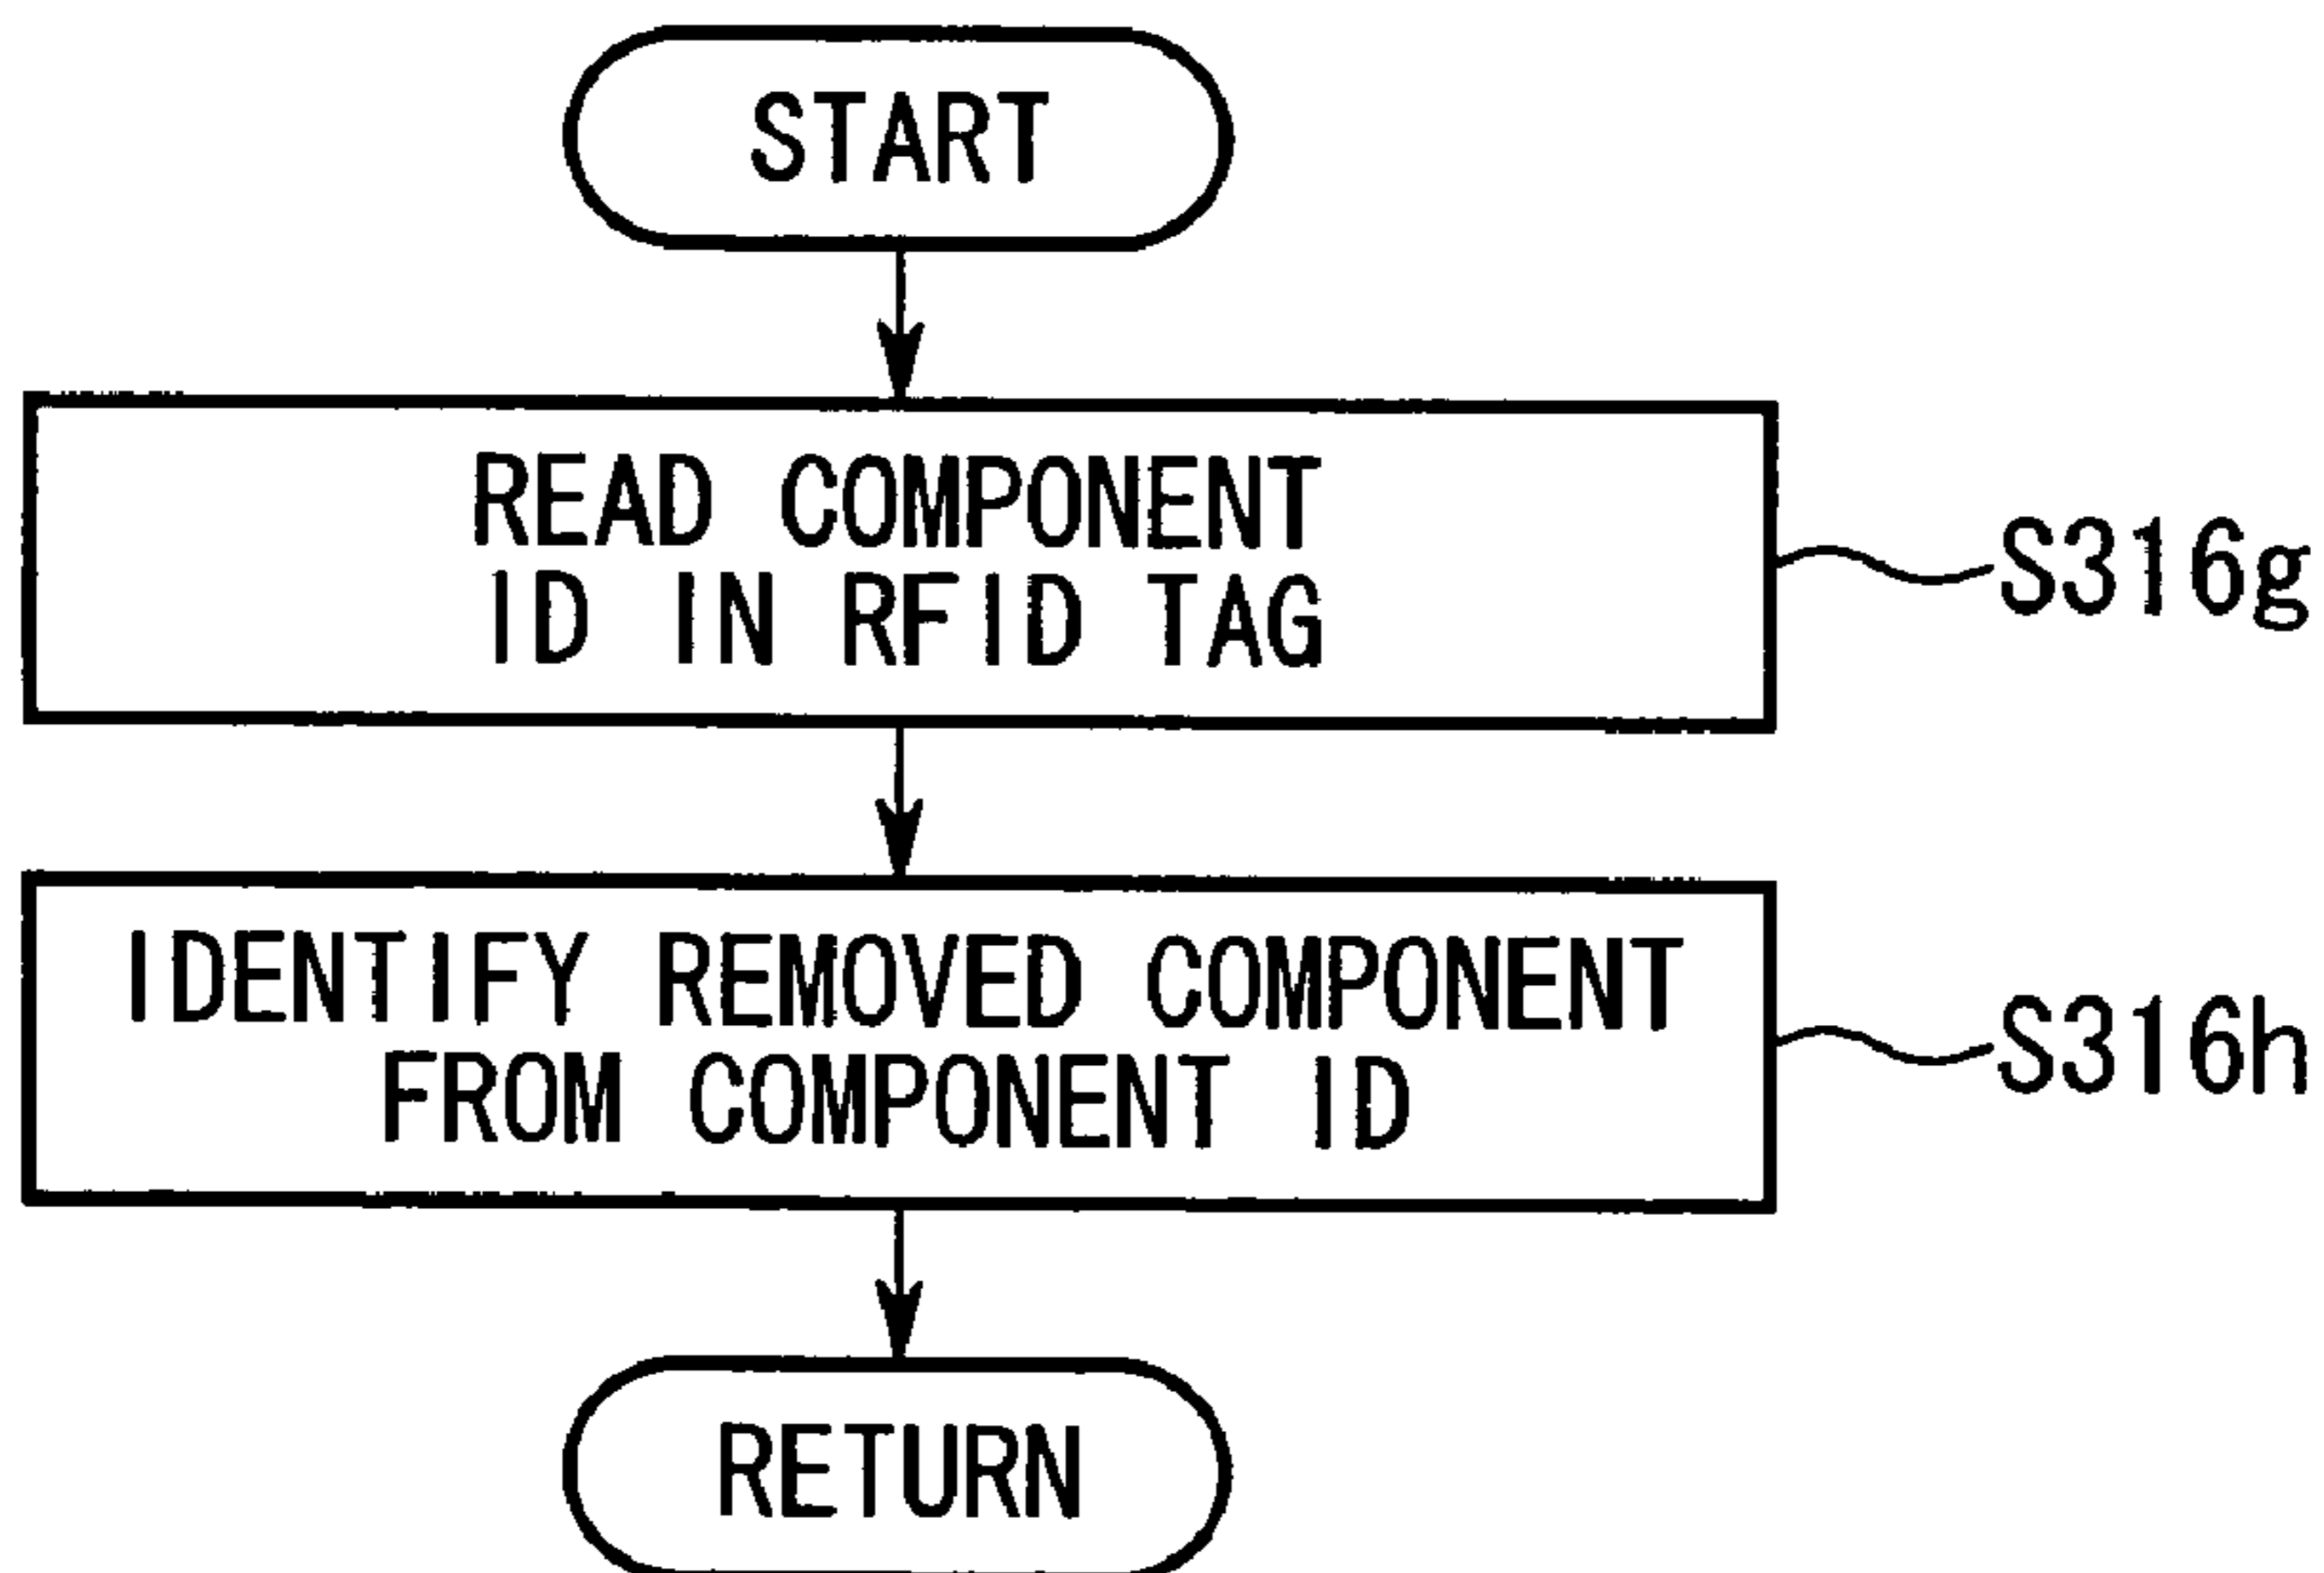 START
READ COMPONENT
ID IN RFID TAG
S316g
IDENTIFY REMOVED COMPONENT
FROM COMPONENT ID
S316h
RETURN